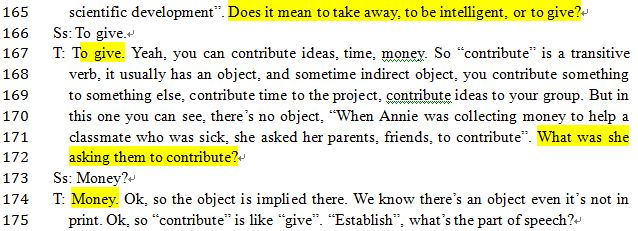 165 scientific development”. Does it mean to take away, to be intelligent, or to give?↵
166 Ss: To give.↵
167 T: To give. Yeah, you can contribute ideas, time, money. So “contribute” is a transitive
168 verb, it usually has an object, and sometime indirect object, you contribute something
169 to something else, contribute time to the project, contribute ideas to your group. But in
170 this one you can see, there’s no object, “When Annie was collecting money to help a
171 classmate who was sick, she asked her parents, friends, to contribute”. What was she
172 asking them to contribute?↵
173 Ss: Money?↵
174 T: Money. Ok, so the object is implied there. We know there’s an object even it’s not in
175 print. Ok, so “contribute” is like “give”. “Establish”, what’s the part of speech?↵